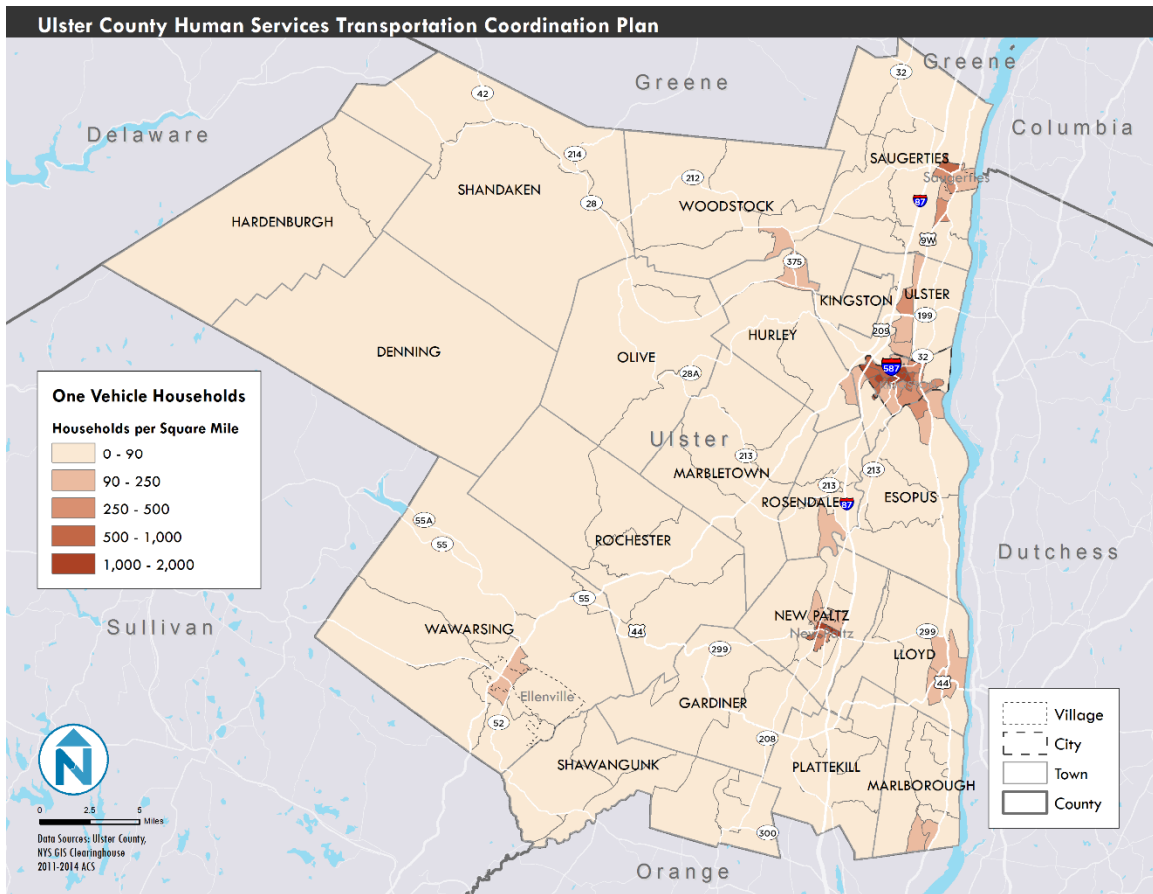 Ulster County Human Services Transportation Coordination Plan
Greene
Greene
32
42
Delaware
Columbia
214
SAUGERTIES
Saugerties
212
SHANDAKEN
28
WOODSTOCK
87
HARDENBURGH
9W
375
KINGSTON
ULSTER
199
209
HURLEY
DENNING
OLIVE
32
587
28A
One Vehicle Households
Households per Square Mile
0 - 90
90 - 250
250 - 500
500 - 1,000
1,000 - 2,000
Ulster
213
MARBLETOWN
213
213
ROSENDALE
87
ESOPUS
55A
55
ROCHESTER
Dutchess
55
44
Sullivan
WAWARSING
NEW PALTZ
New Paltz
299
299
LLOYD
44
Ellenville
GARDINER
52
208
SHAWANGUNK
PLATTEKILL
MARLBOROUGH
300
Orange
Village
City
Town
County
N
0 2.5 5
Miles
Data Sources: Ulster County,
NYS GIS Clearinghouse
2011-2014 ACS